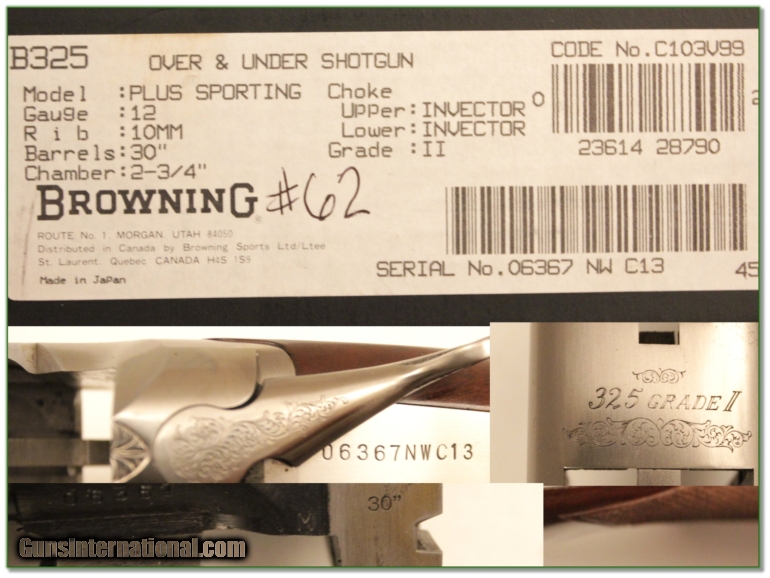 B325 OVER & UNDER SHOTGUN CODE No.C103V99
Model :PLUS SPORTING Choke
Gauge :12 Upper:INVECTOR 0
Rib :10MM Lower:INVECTOR
Barrels:30" Grade :II 23614 28790
Chamber:2-3/4"
BROWNING #62
ROUTE No. 1. MORGAN. UTAH 84050
Distributed in Canada by Browning Sports Ltd/Ltee
St. Laurent. Quebec CANADA H4S 1S9
SERIAL No.06367 NW C13 45
Made in Japan
325 GRADE II
06367NWC13
30"
GunsInternational.com